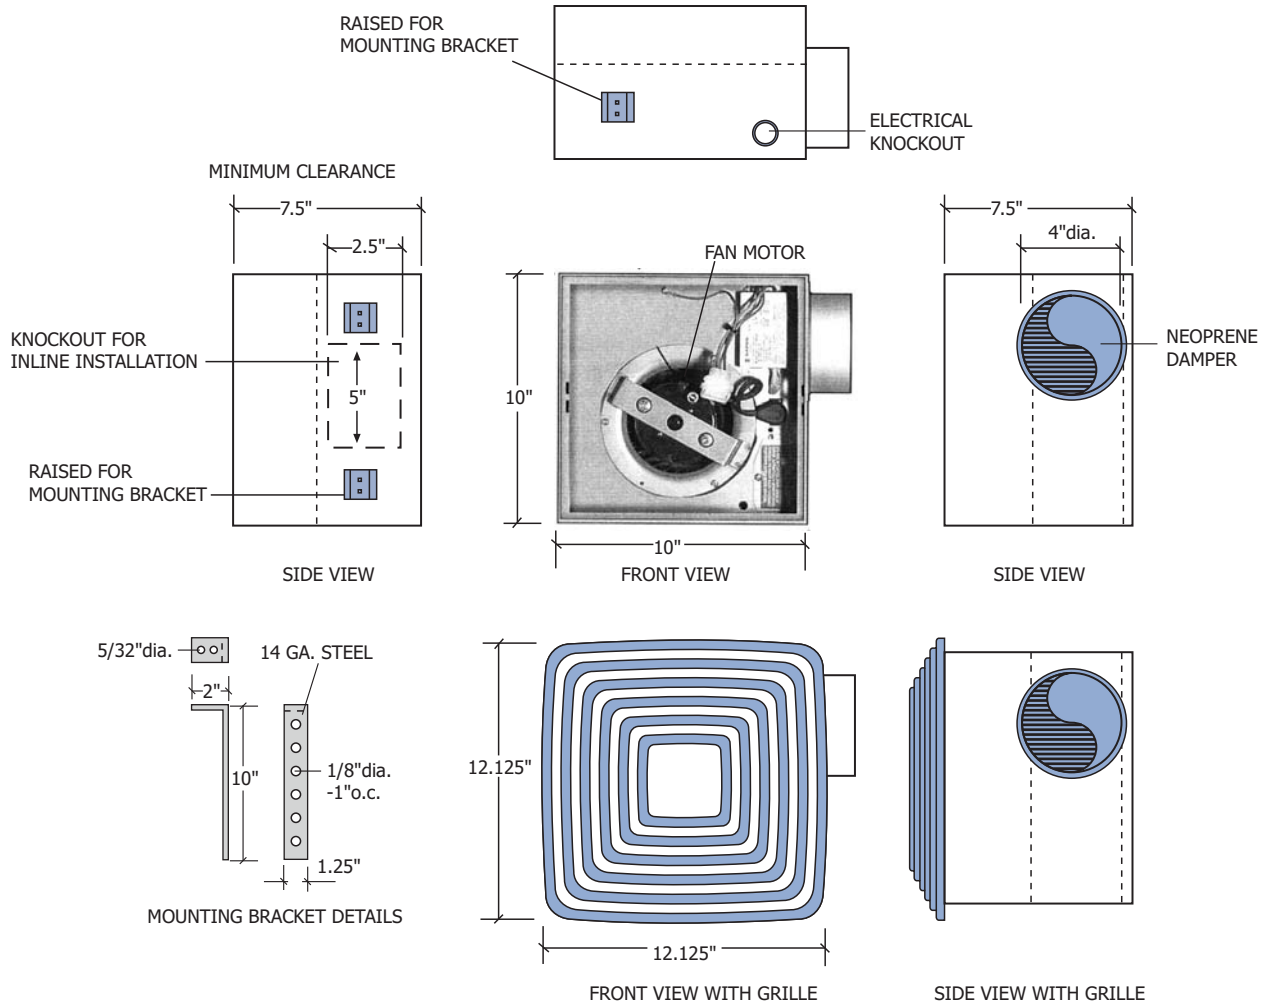 RAISED FOR
MOUNTING BRACKET
ELECTRICAL
KNOCKOUT
MINIMUM CLEARANCE
7.5"
2.5"
KNOCKOUT FOR
INLINE INSTALLATION
5"
RAISED FOR
MOUNTING BRACKET
SIDE VIEW
FAN MOTOR
10"
10"
FRONT VIEW
7.5"
4"dia.
NEOPRENE
DAMPER
SIDE VIEW
5/32"dia.
14 GA. STEEL
2"
10"
1/8"dia.
-1"o.c.
1.25"
MOUNTING BRACKET DETAILS
12.125"
12.125"
FRONT VIEW WITH GRILLE
SIDE VIEW WITH GRILLE